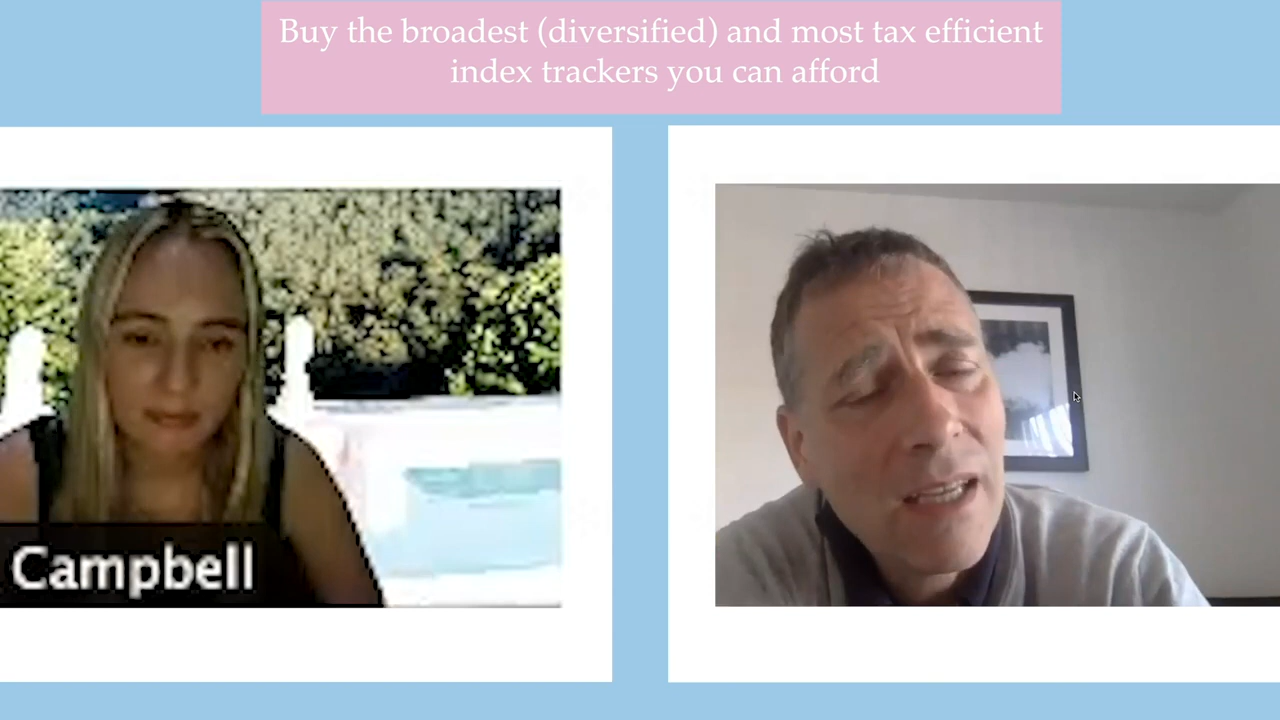 Buy the broadest (diversified) and most tax efficient
index trackers you can afford
Campbell